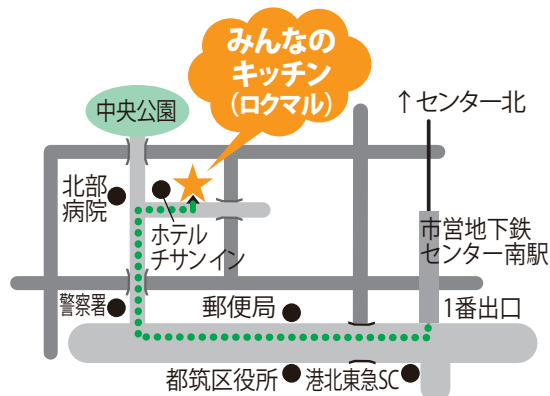 みんなの
キッチン
(ロクマル)
中央公園
↑センター北
北部
病院
ホテル
チサンイン
市営地下鉄
センター南駅
警察署
郵便局
1番出口
都筑区役所
港北東急SC